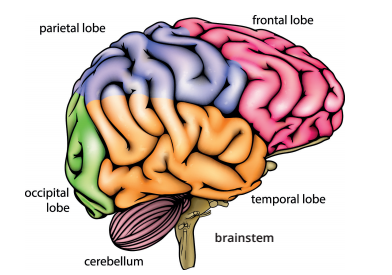 frontal lobe
parietal lobe
occipital
lobe
temporal lobe
brainstem
cerebellum